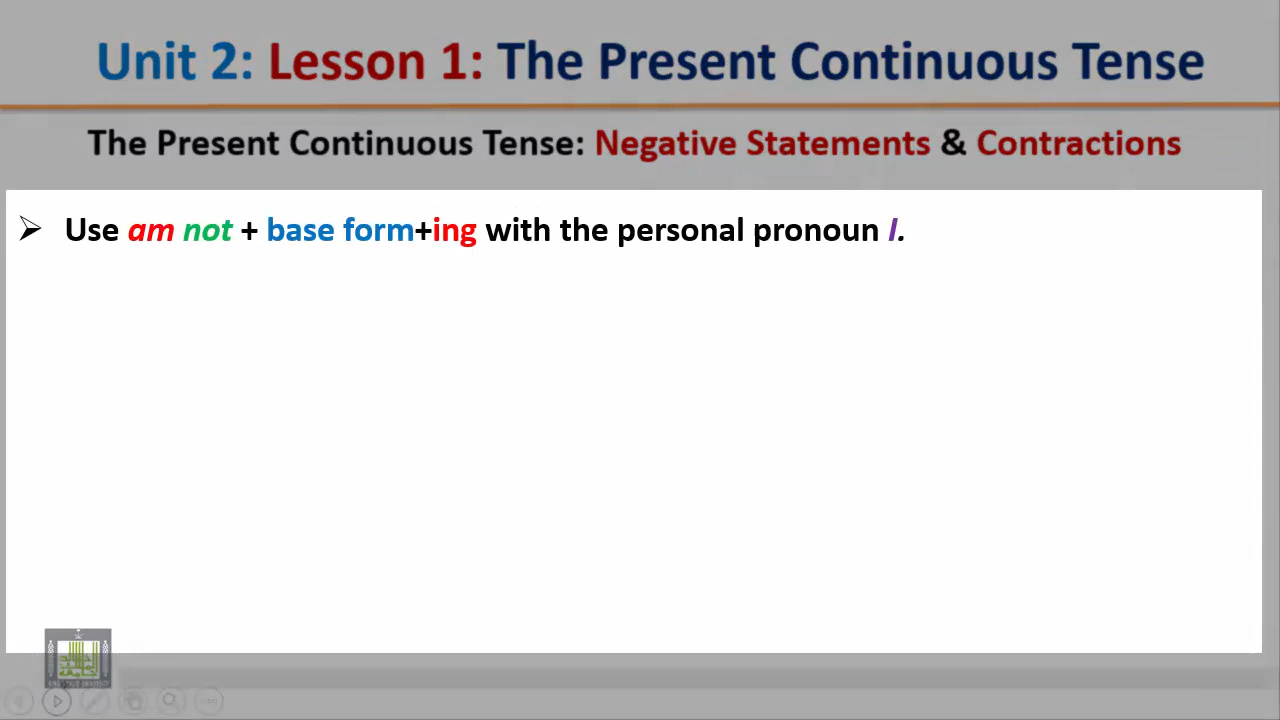 Unit 2: Lesson 1: The Present Continuous Tense
The Present Continuous Tense: Negative Statements & Contractions
Use am not + base form+ing with the personal pronoun I.